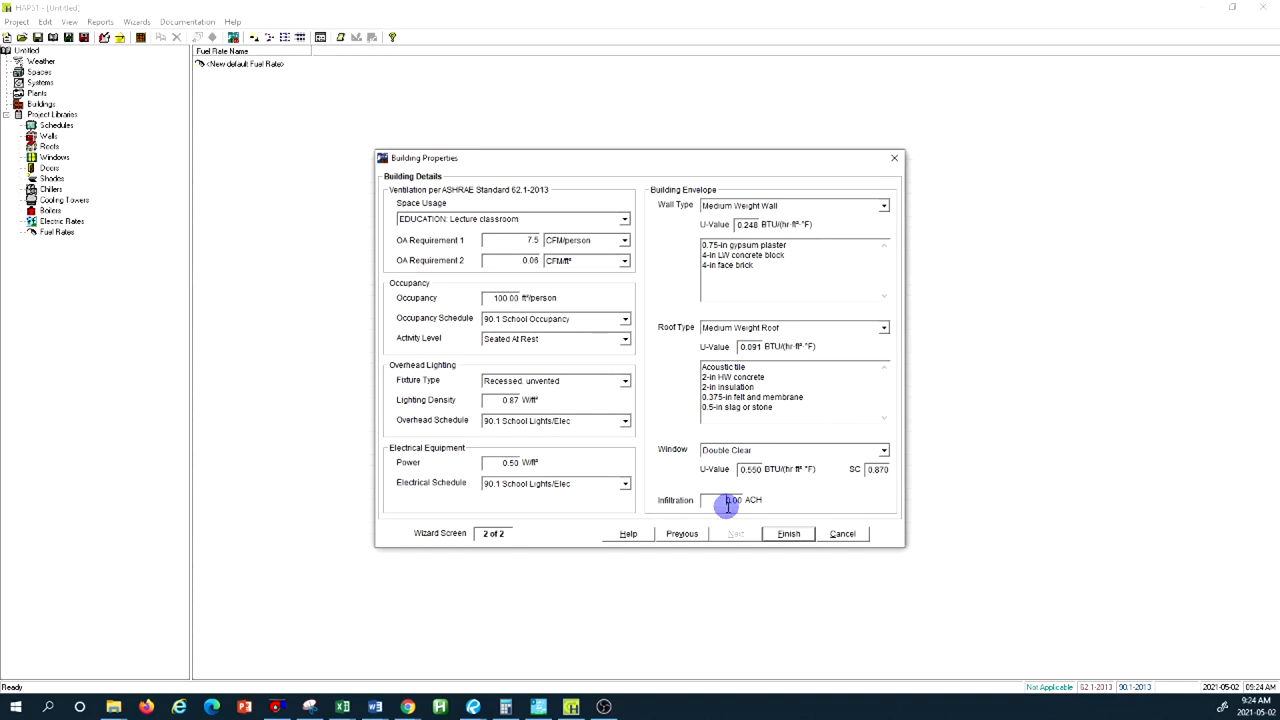 HAP51 - [Untitled]
Project Edit View Reports Wizards Documentation Help
Untitled
Weather
Spaces
Systems
Plants
Buildings
Project Libraries
Schedules
Walls
Roofs
Windows
Doors
Shades
Chillers
Cooling Towers
Boilers
Electric Rates
Fuel Rates
Fuel Rate Name
<New default Fuel Rate>
Building Properties
Building Details
Ventilation per ASHRAE Standard 62.1-2013
Space Usage
EDUCATION: Lecture classroom
OA Requirement 1 7.5 CFM/person
OA Requirement 2 0.06 CFM/ft²
Occupancy
Occupancy 100.00 ft²/person
Occupancy Schedule 90.1 School Occupancy
Activity Level Seated At Rest
Overhead Lighting
Fixture Type Recessed, unvented
Lighting Density 0.87 W/ft²
Overhead Schedule 90.1 School Lights/Elec
Electrical Equipment
Power 0.50 W/ft²
Electrical Schedule 90.1 School Lights/Elec
Building Envelope
Wall Type Medium Weight Wall
U-Value 0.248 BTU/(hr·ft²·°F)
0.75-in gypsum plaster
4-in LW concrete block
4-in face brick
Roof Type Medium Weight Roof
U-Value 0.091 BTU/(hr·ft²·°F)
Acoustic tile
2-in HW concrete
2-in insulation
0.375-in felt and membrane
0.5-in slag or stone
Window Double Clear
U-Value 0.550 BTU/(hr·ft²·°F) SC 0.870
Infiltration 0.00 ACH
Wizard Screen 2 of 2 Help Previous Next Finish Cancel
Ready Not Applicable 62.1-2013 90.1-2013 2021-05-02 09:24 AM
9:24 AM
2021-05-02